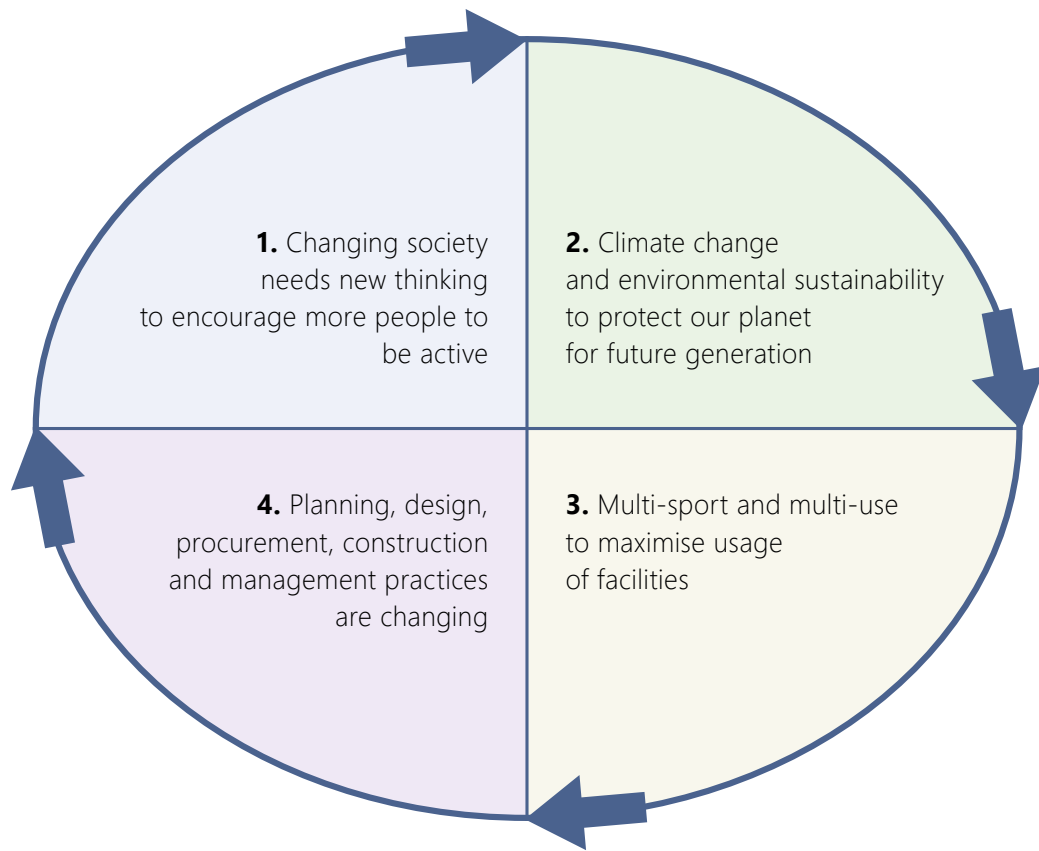 1. Changing society
needs new thinking
to encourage more people to
be active
2. Climate change
and environmental sustainability
to protect our planet
for future generation
3. Multi-sport and multi-use
to maximise usage
of facilities
4. Planning, design,
procurement, construction
and management practices
are changing